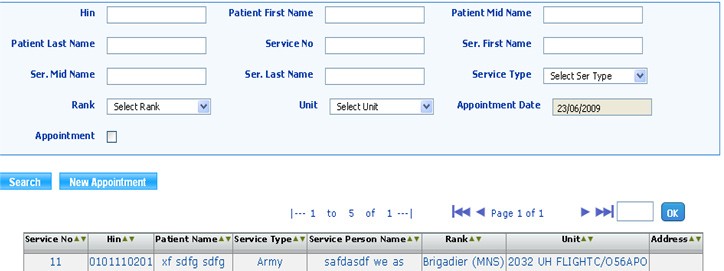 Hin Patient First Name Patient Mid Name
Patient Last Name Service No Ser. First Name
Ser. Mid Name Ser. Last Name Service Type Select Ser Type
Rank Select Rank Unit Select Unit Appointment Date 23/06/2009
Appointment
Search New Appointment
|--- 1 to 5 of 1 ---| Page 1 of 1 OK
Service No Hin Patient Name Service Type Service Person Name Rank Unit Address
11 0101110201 xf sdfg sdfg Army safdasdf we as Brigadier (MNS) 2032 UH FLIGHTC/O56APO